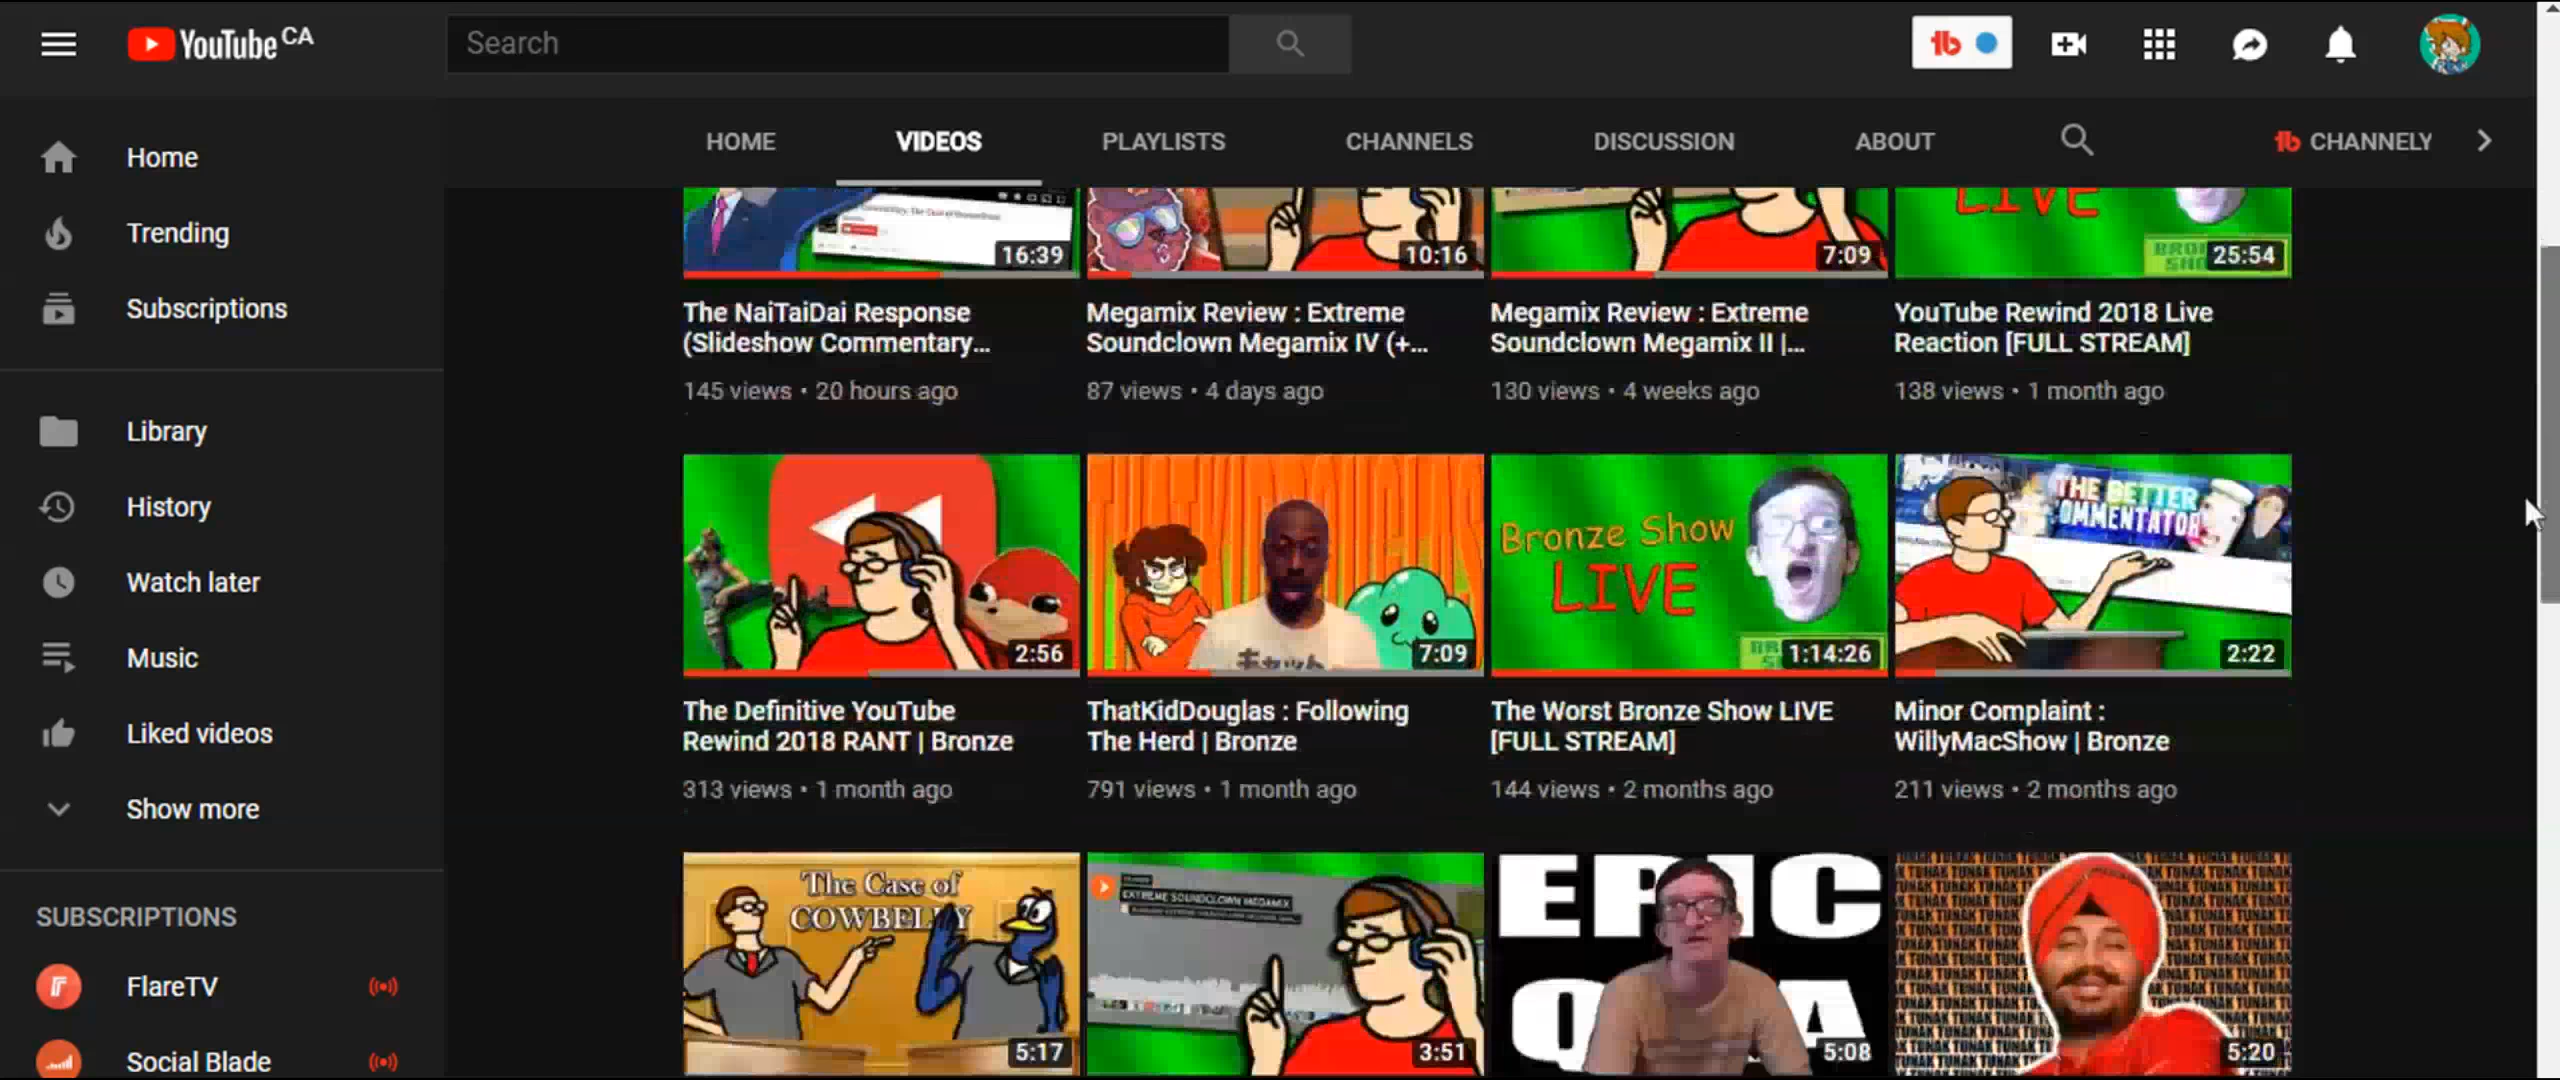 YouTube CA
Search
HOME
VIDEOS
PLAYLISTS
CHANNELS
DISCUSSION
ABOUT
CHANNELY
Home
Trending
Subscriptions
Library
History
Watch later
Music
Liked videos
Show more
SUBSCRIPTIONS
FlareTV
Social Blade
16:39
10:16
7:09
LIVE
25:54
The NaiTaiDai Response
(Slideshow Commentary...
145 views • 20 hours ago
Megamix Review : Extreme
Soundclown Megamix IV (+...
87 views • 4 days ago
Megamix Review : Extreme
Soundclown Megamix II |...
130 views • 4 weeks ago
YouTube Rewind 2018 Live
Reaction [FULL STREAM]
138 views • 1 month ago
2:56
7:09
Bronze Show
LIVE
1:14:26
THE BETTER
COMMENTATOR
2:22
The Definitive YouTube
Rewind 2018 RANT | Bronze
313 views • 1 month ago
ThatKidDouglas : Following
The Herd | Bronze
791 views • 1 month ago
The Worst Bronze Show LIVE
[FULL STREAM]
144 views • 2 months ago
Minor Complaint :
WillyMacShow | Bronze
211 views • 2 months ago
The Case of
COWBELLY
5:17
EXTREME SOUNDCLOWN MEGAMIX
3:51
EPIC
Q A
5:08
TUNAK TUNAK TUNAK
5:20